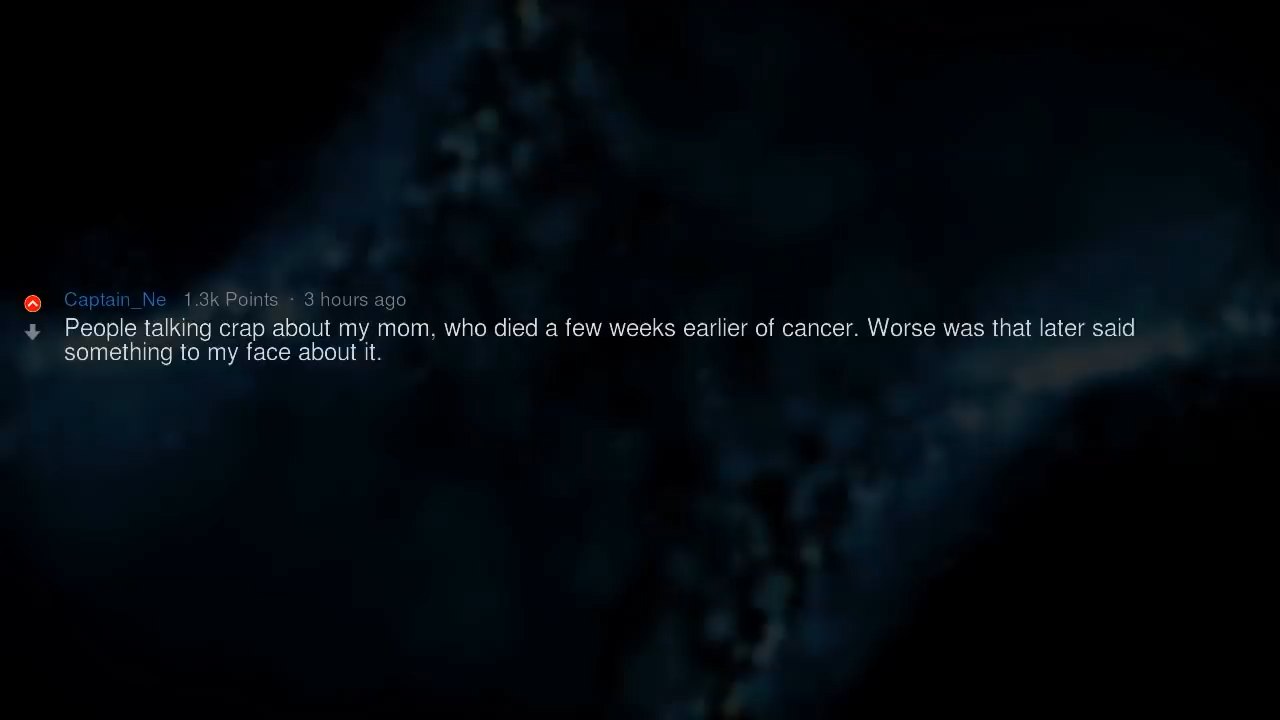 Captain_Ne 1.3k Points · 3 hours ago
People talking crap about my mom, who died a few weeks earlier of cancer. Worse was that later said
something to my face about it.